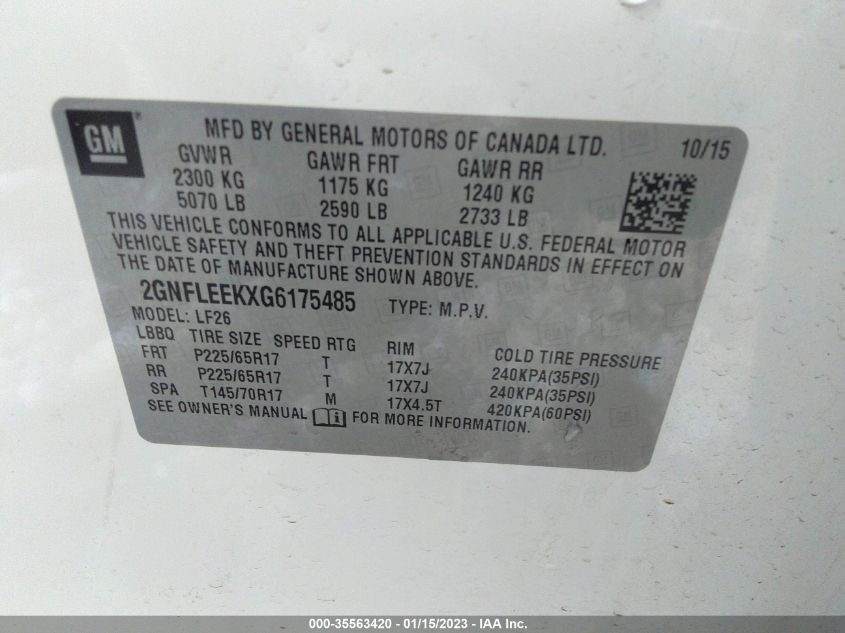 GM
MFD BY GENERAL MOTORS OF CANADA LTD. 10/15
GVWR GAWR FRT GAWR RR
2300 KG 1175 KG 1240 KG
5070 LB 2590 LB 2733 LB
THIS VEHICLE CONFORMS TO ALL APPLICABLE U.S. FEDERAL MOTOR
VEHICLE SAFETY AND THEFT PREVENTION STANDARDS IN EFFECT ON
THE DATE OF MANUFACTURE SHOWN ABOVE.
2GNFLEEKXG6175485 TYPE: M.P.V.
MODEL: LF26
LBBQ TIRE SIZE SPEED RTG RIM COLD TIRE PRESSURE
FRT P225/65R17 T 17X7J 240KPA(35PSI)
RR P225/65R17 T 17X7J 240KPA(35PSI)
SPA T145/70R17 M 17X4.5T 420KPA(60PSI)
SEE OWNER'S MANUAL FOR MORE INFORMATION.
000-35563420 - 01/15/2023 - IAA Inc.